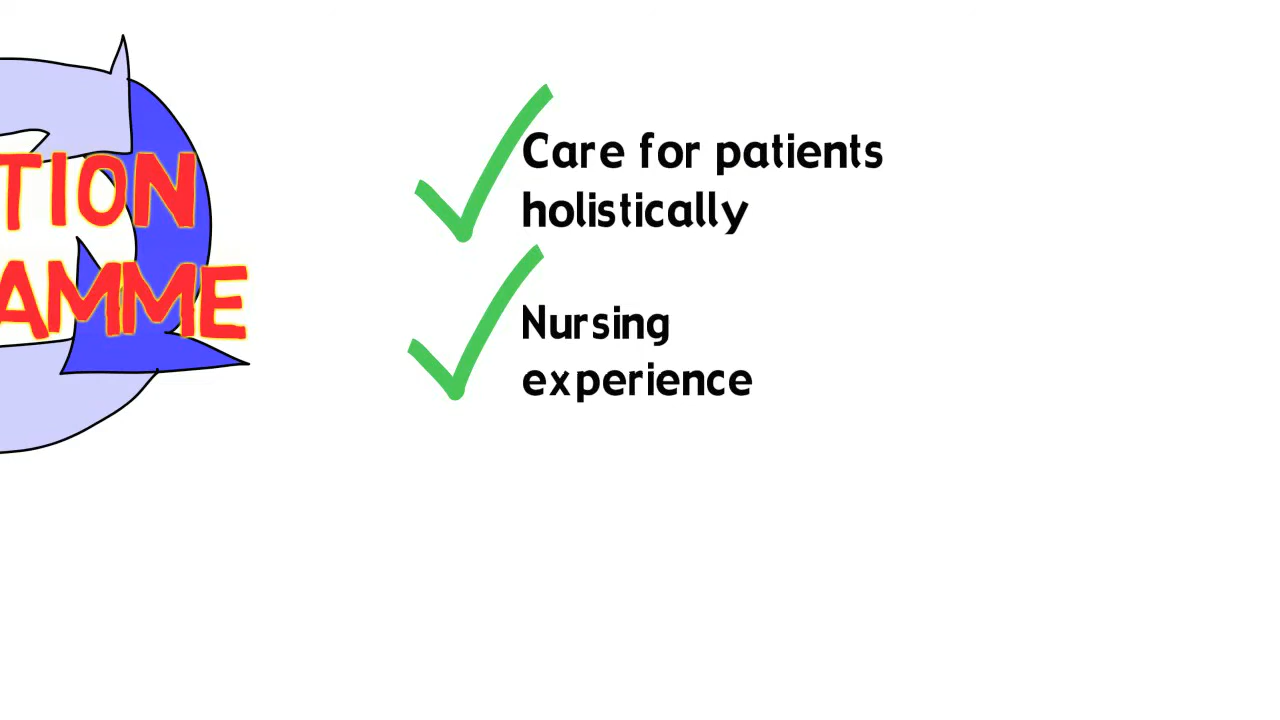 TION
AMME
Care for patients
holistically
Nursing
experience